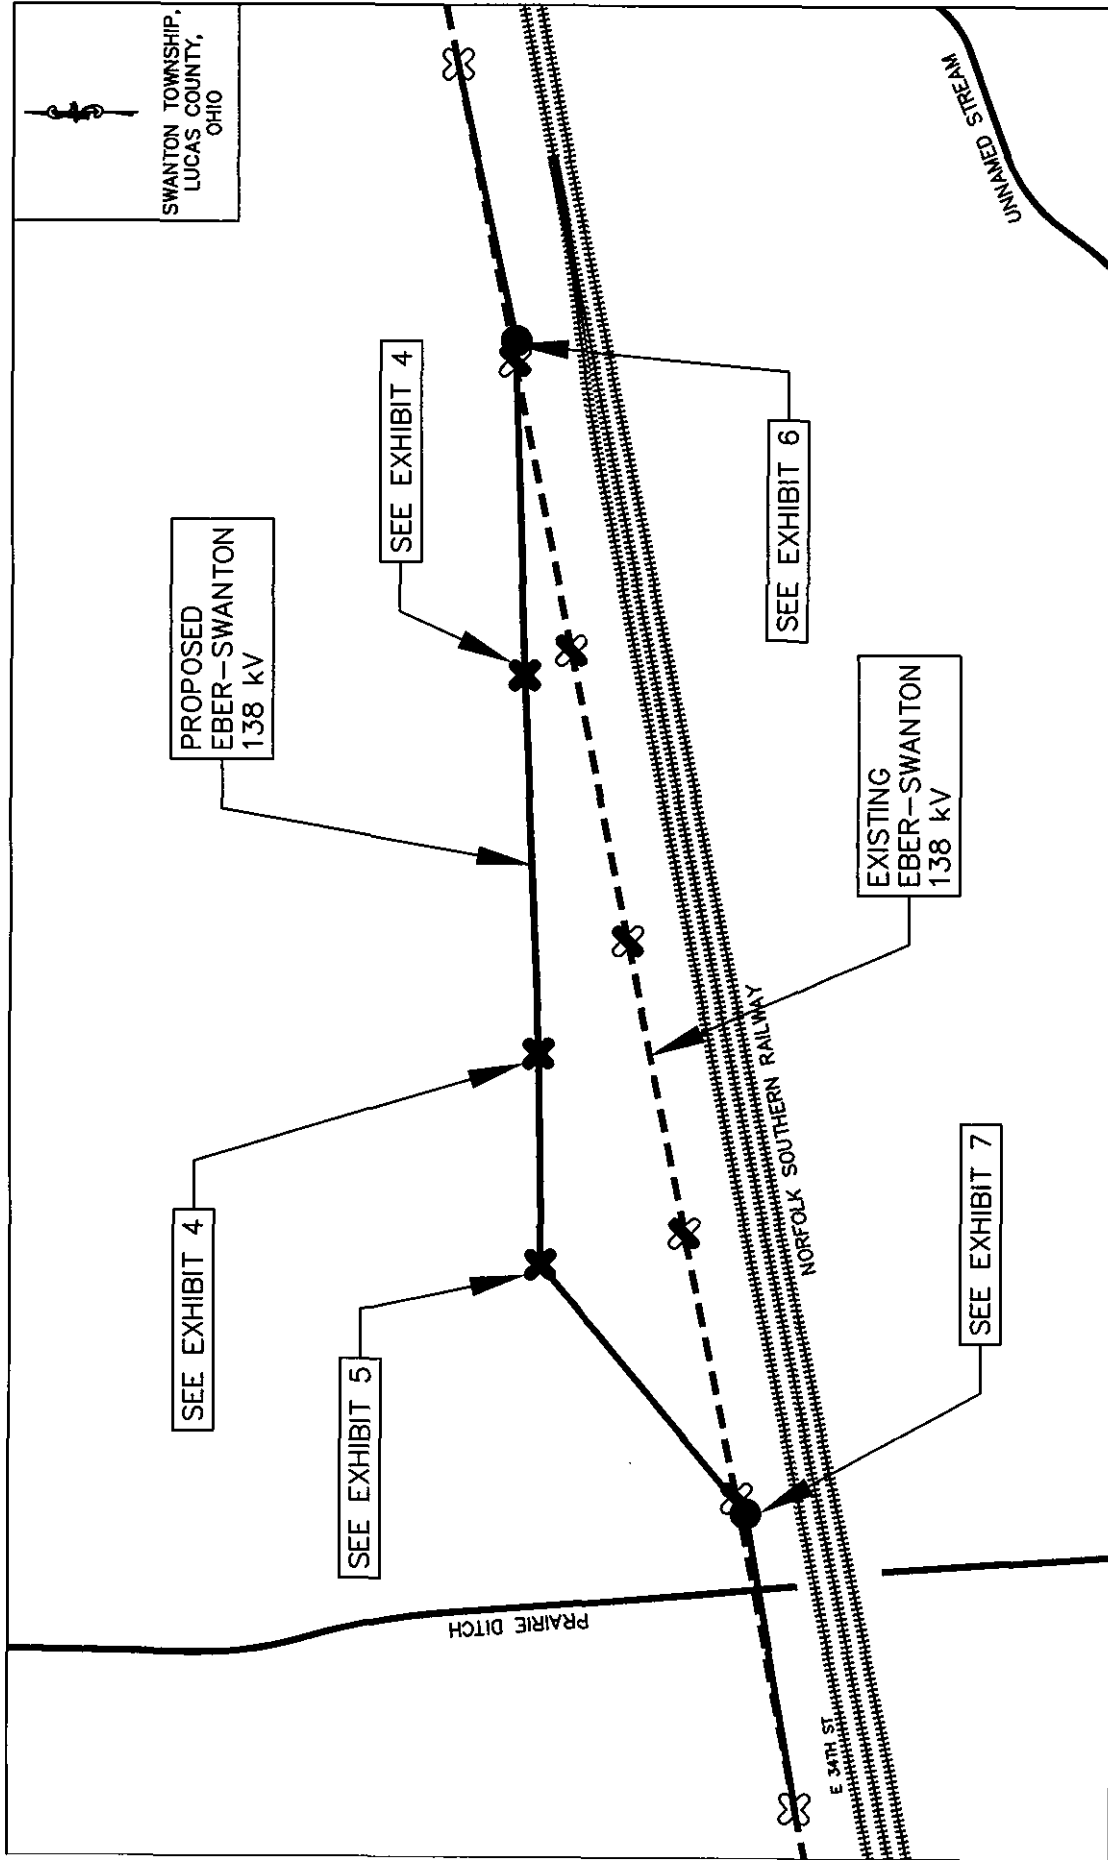 SWANTON TOWNSHIP,
LUCAS COUNTY,
OHIO
PROPOSED
EBER-SWANTON
138 kV
SEE EXHIBIT 4
SEE EXHIBIT 4
SEE EXHIBIT 5
SEE EXHIBIT 6
EXISTING
EBER-SWANTON
138 kV
SEE EXHIBIT 7
NORFOLK SOUTHERN RAILWAY
UNNAMED STREAM
PRAIRIE DITCH
E 34TH ST